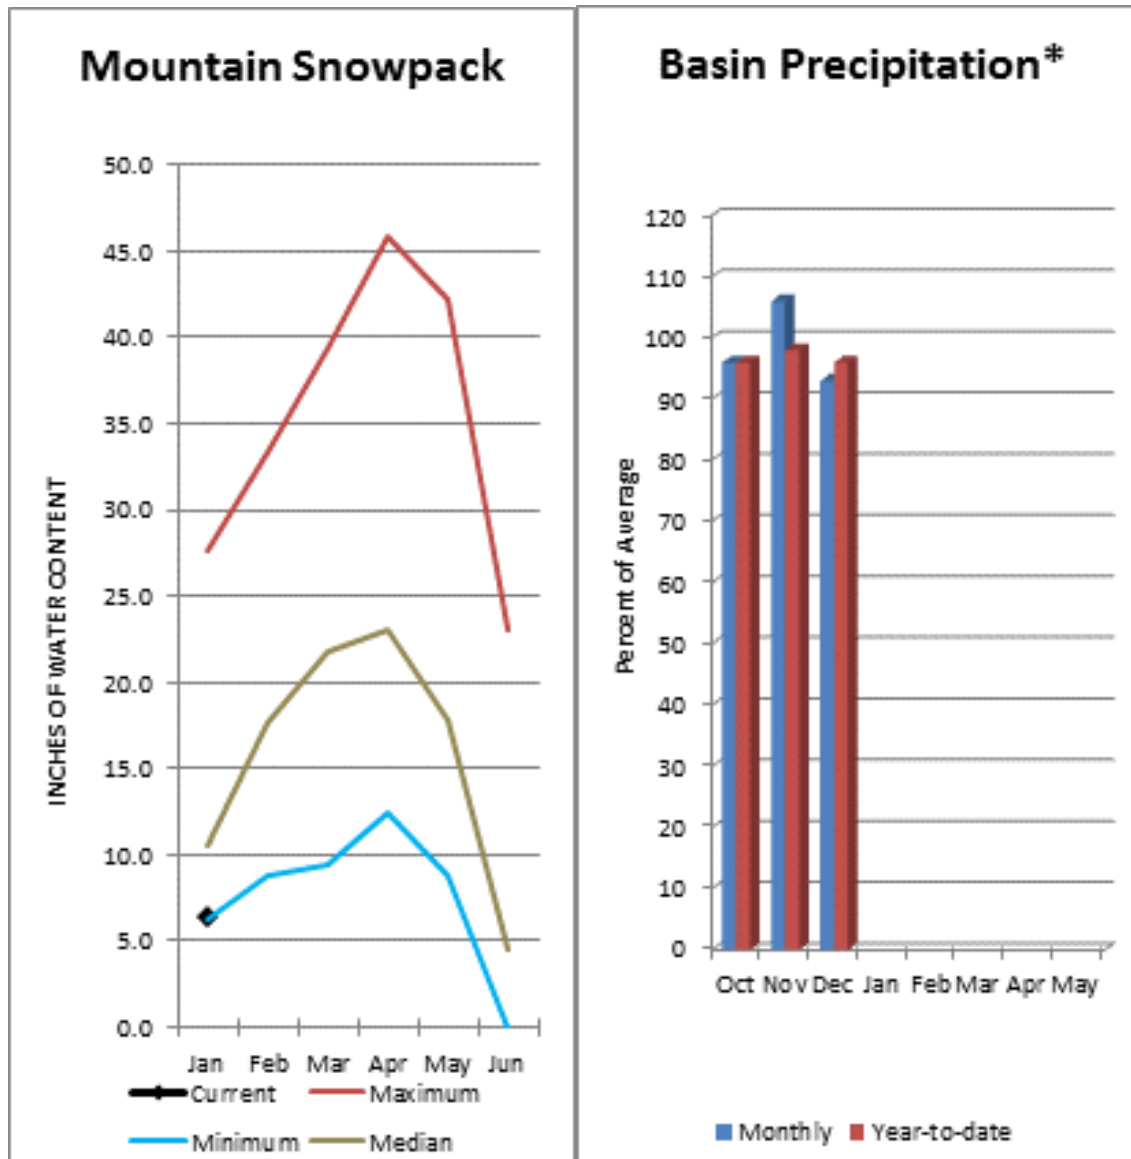 Mountain Snowpack
INCHES OF WATER CONTENT
50.0
45.0
40.0
35.0
30.0
25.0
20.0
15.0
10.0
5.0
0.0
Jan Feb Mar Apr May Jun
Current Maximum
Minimum Median
Basin Precipitation*
Percent of Average
120
110
100
90
80
70
60
50
40
30
20
10
0
Oct Nov Dec Jan Feb Mar Apr May
Monthly Year-to-date